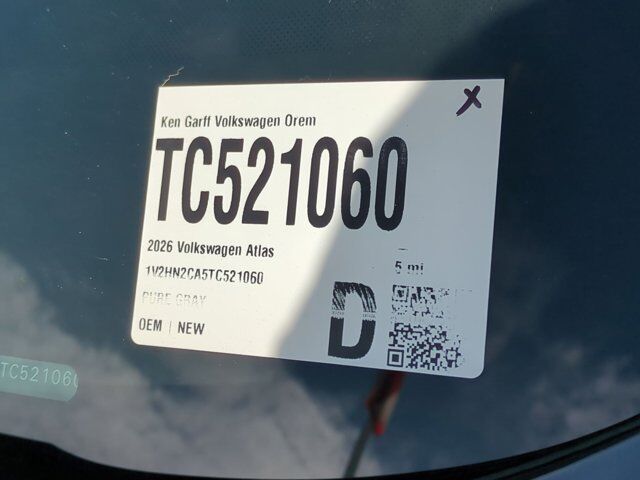 X
Ken Garff Volkswagen Orem
TC521060
2026 Volkswagen Atlas
1V2HN2CA5TC521060
5 mi
PURE GRAY
OEM | NEW
D
TC521060